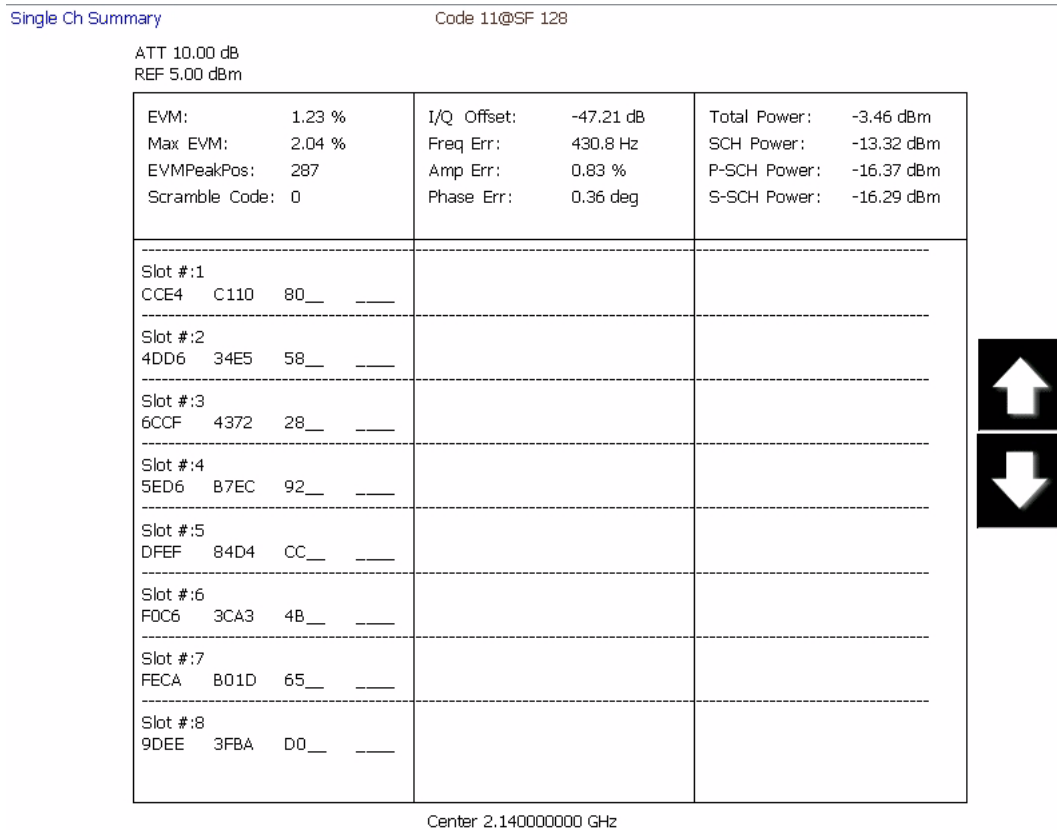 Single Ch Summary Code 11@SF 128
ATT 10.00 dB
REF 5.00 dBm
EVM: 1.23 % I/Q Offset: -47.21 dB Total Power: -3.46 dBm
Max EVM: 2.04 % Freq Err: 430.8 Hz SCH Power: -13.32 dBm
EVMPeakPos: 287 Amp Err: 0.83 % P-SCH Power: -16.37 dBm
Scramble Code: 0 Phase Err: 0.36 deg S-SCH Power: -16.29 dBm
Slot #:1
CCE4 C110 80__ ____
Slot #:2
4DD6 34E5 58__ ____
Slot #:3
6CCF 4372 28__ ____
Slot #:4
5ED6 B7EC 92__ ____
Slot #:5
DFEF 84D4 CC__ ____
Slot #:6
F0C6 3CA3 4B__ ____
Slot #:7
FECA B01D 65__ ____
Slot #:8
9DEE 3FBA D0__ ____
Center 2.140000000 GHz